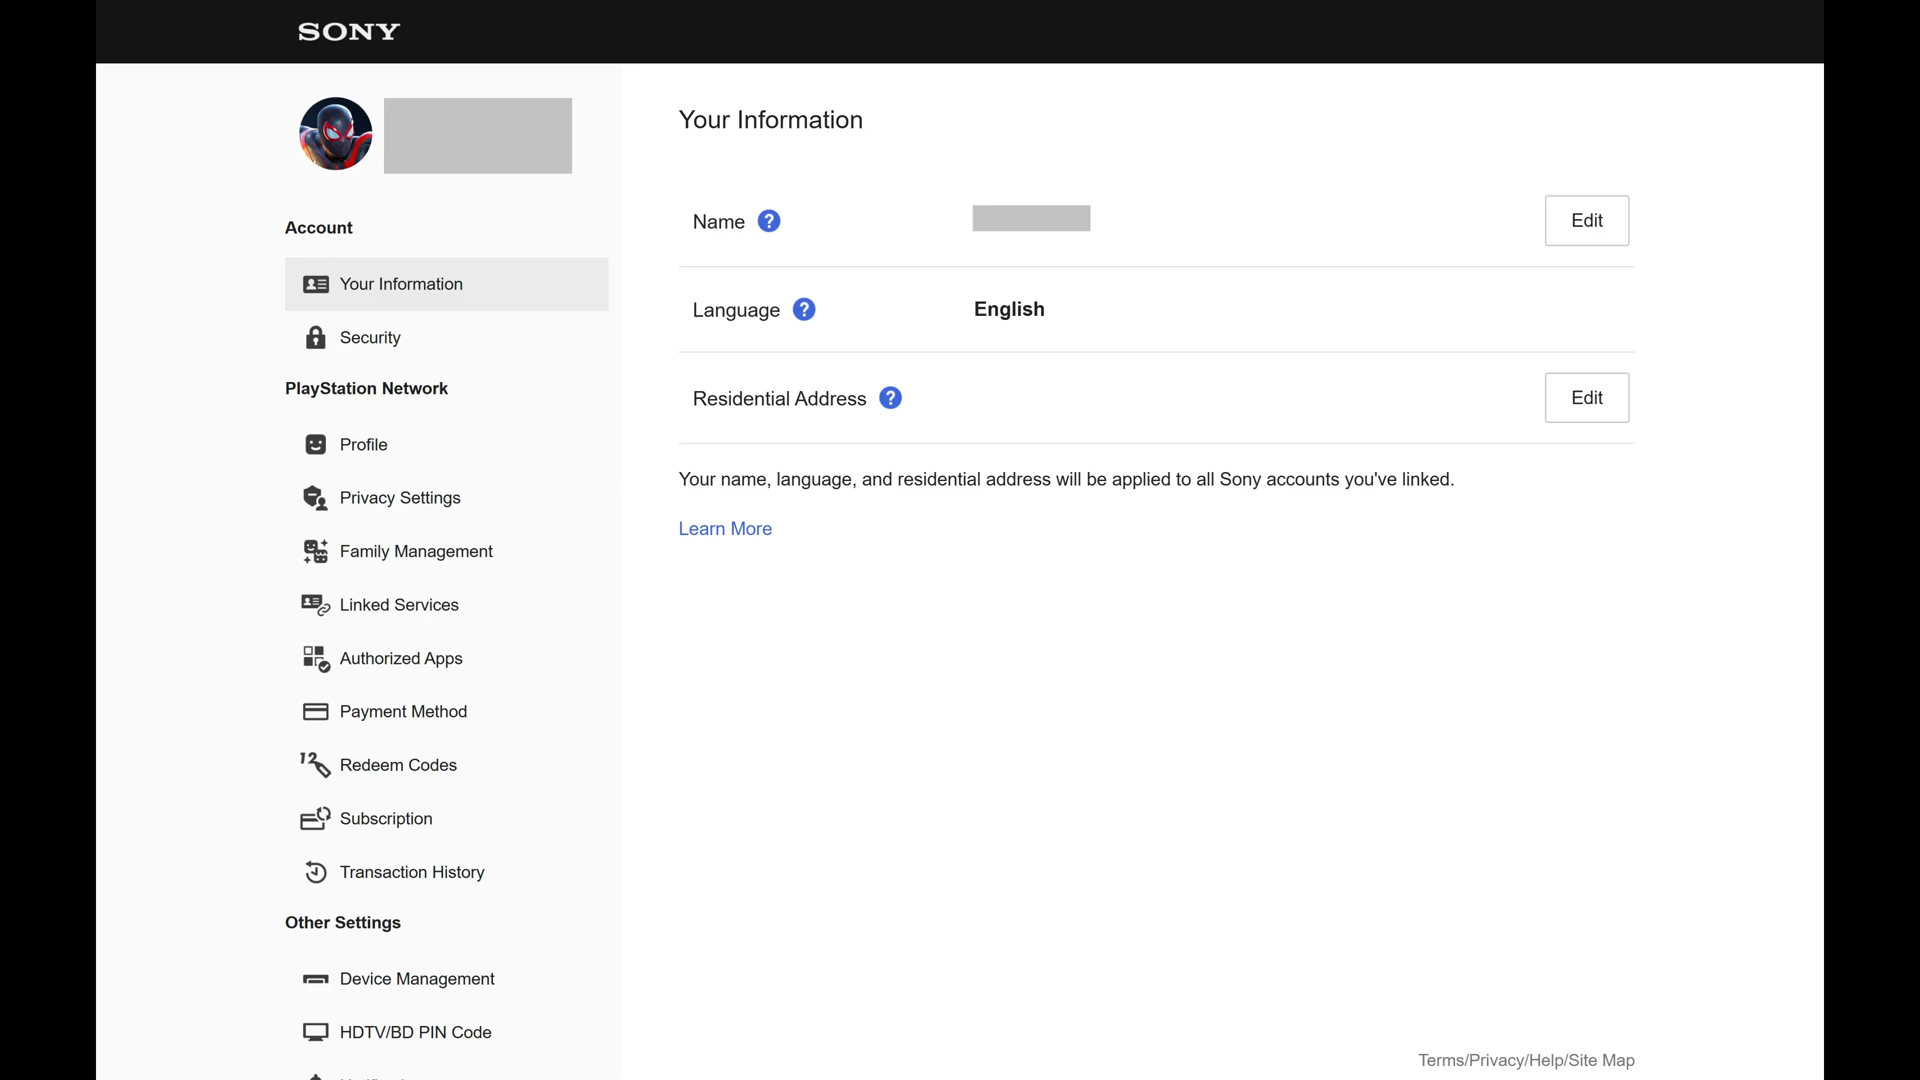 SONY
Account
Your Information
Security
PlayStation Network
Profile
Privacy Settings
Family Management
Linked Services
Authorized Apps
Payment Method
Redeem Codes
Subscription
Transaction History
Other Settings
Device Management
HDTV/BD PIN Code
Your Information
Name ?
Edit
Language ?
English
Residential Address ?
Edit
Your name, language, and residential address will be applied to all Sony accounts you've linked.
Learn More
Terms/Privacy/Help/Site Map